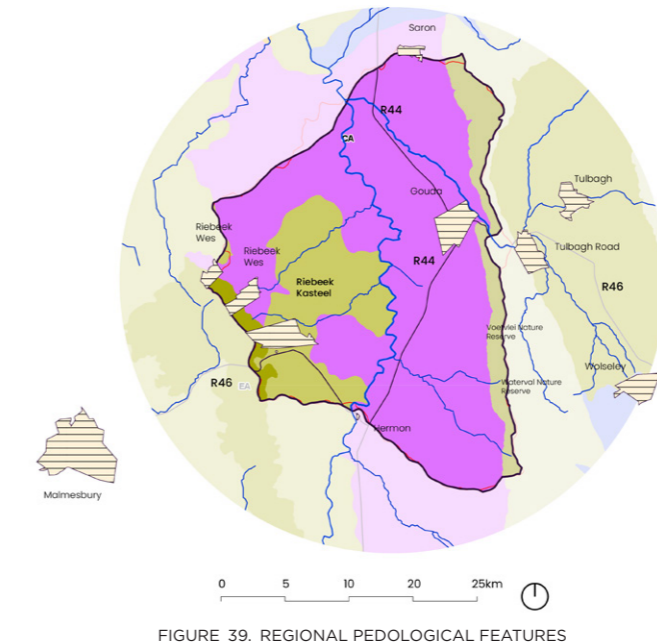 Saron
R44
CA
Tulbagh
Gouda
Riebeek
Wes
Tulbagh Road
Riebeek
Wes
R44
Riebeek
Kasteel
R46
Voelvlei Nature
Reserve
Wolseley
R46
EA
Waterval Nature
Reserve
Hermon
Malmesbury
0 5 10 20 25km
FIGURE 39. REGIONAL PEDOLOGICAL FEATURES